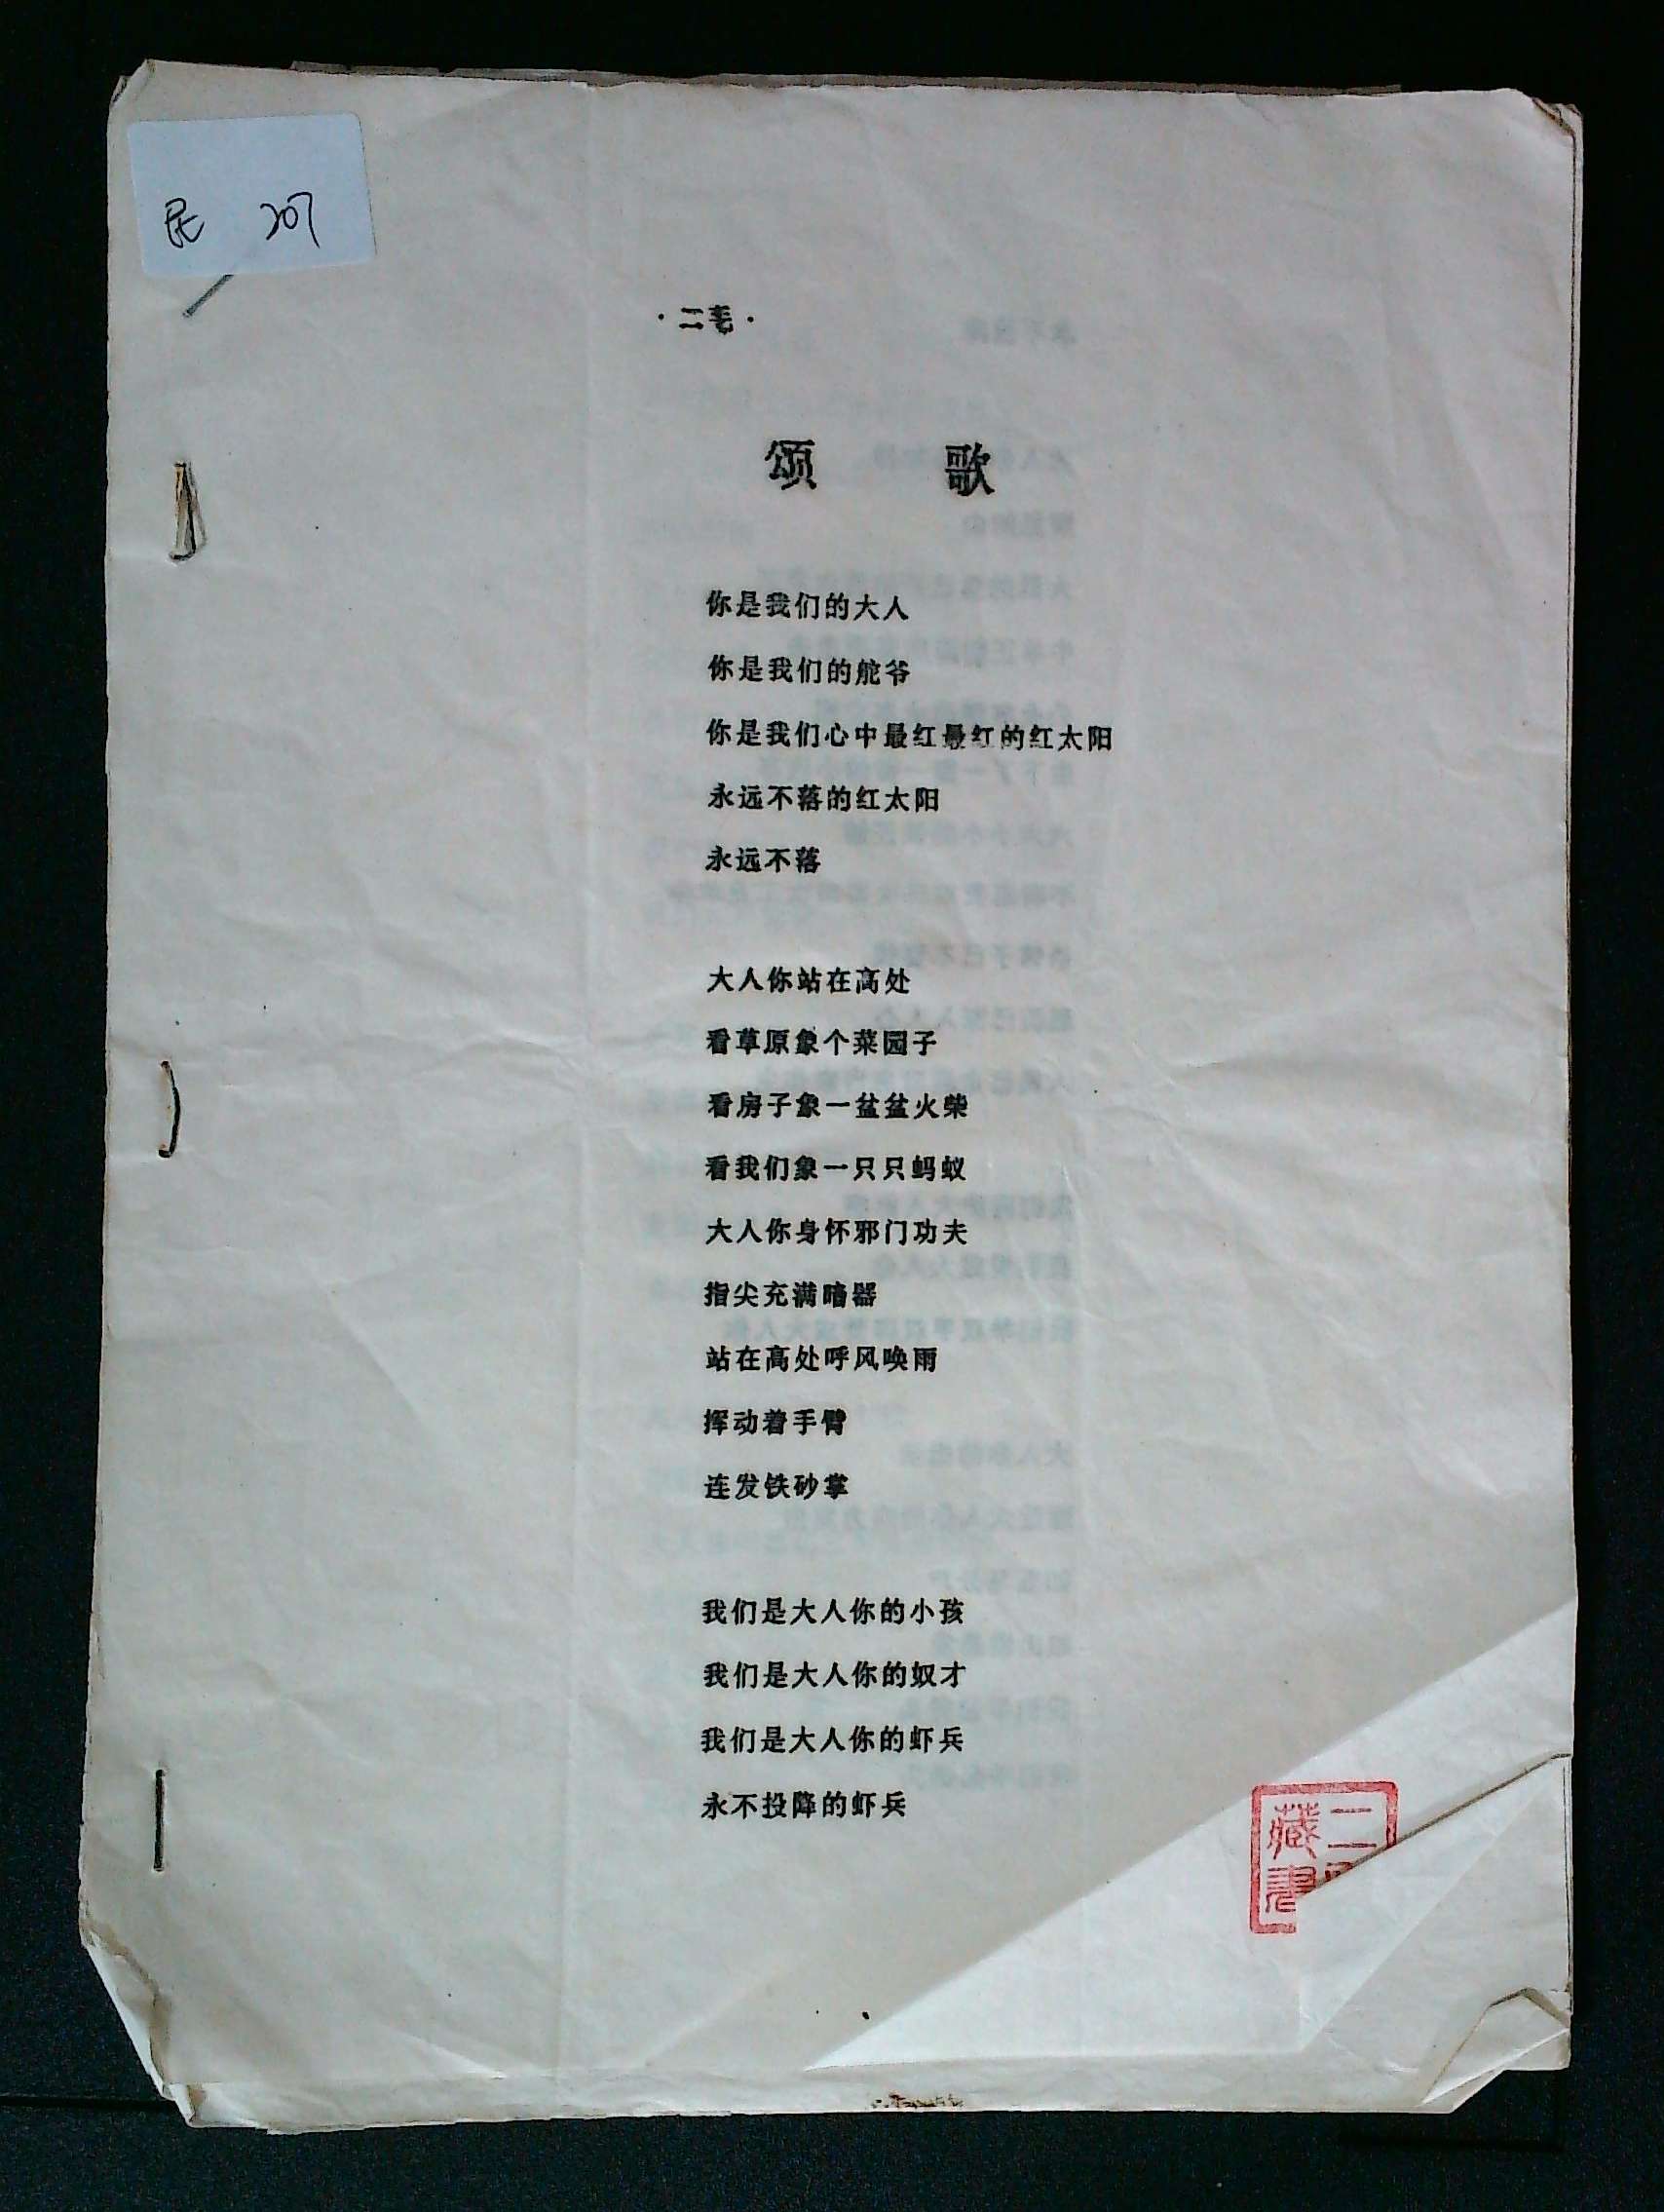 民 207
·二毛·
颂 歌
你是我们的大人
你是我们的舵爷
你是我们心中最红最红的红太阳
永远不落的红太阳
永远不落
大人你站在高处
看草原象个菜园子
看房子象一盆盆火柴
看我们象一只只蚂蚁
大人你身怀邪门功夫
指尖充满暗器
站在高处呼风唤雨
挥动着手臂
连发铁砂掌
我们是大人你的小孩
我们是大人你的奴才
我们是大人你的虾兵
永不投降的虾兵
二
藏書